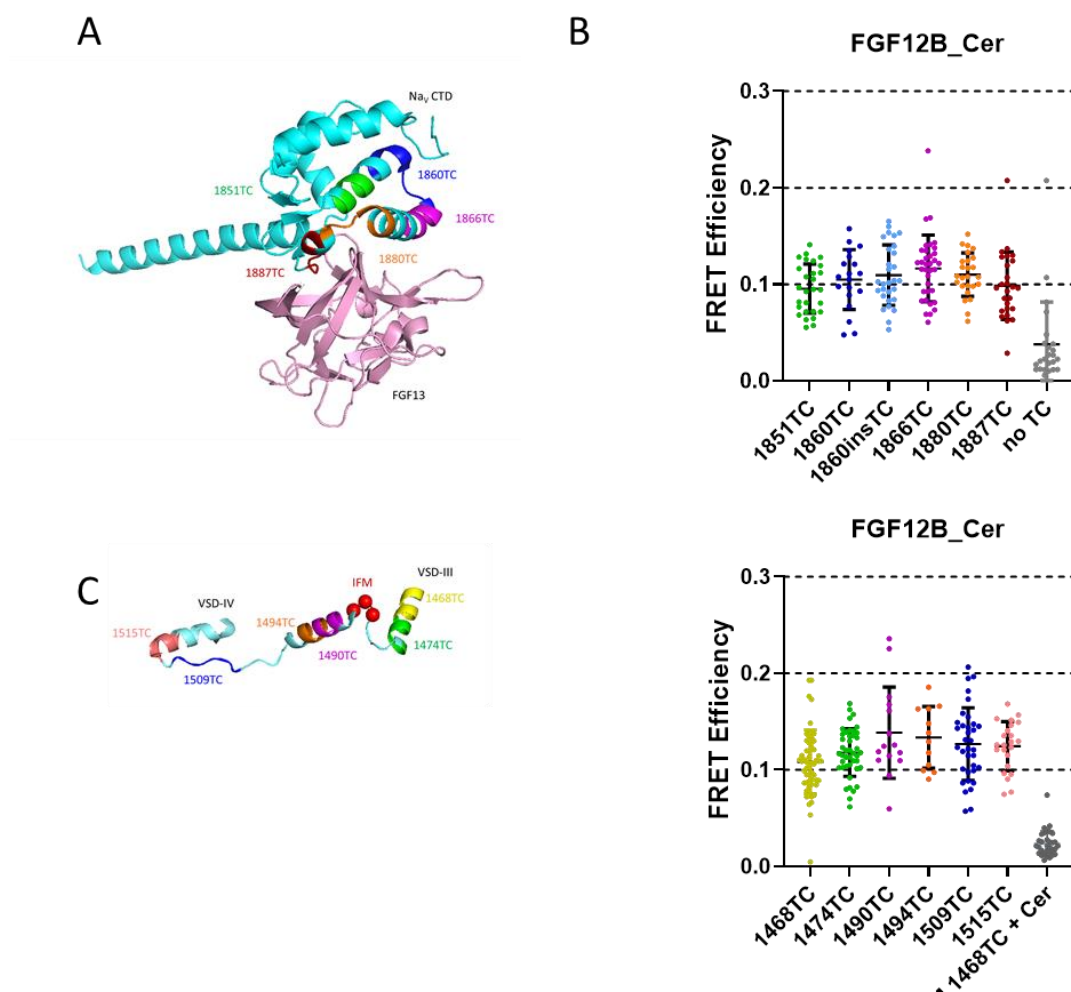 A
Nav CTD
1851TC
1860TC
1866TC
1887TC
1880TC
FGF13
B
FGF12B_Cer
FRET Efficiency
0.3
0.2
0.1
0.0
1851TC
1860TC
1860insTC
1866TC
1880TC
1887TC
no TC
C
VSD-III
IFM
1468TC
VSD-IV
1494TC
1515TC
1474TC
1490TC
1509TC
FGF12B_Cer
FRET Efficiency
0.3
0.2
0.1
0.0
1468TC
1474TC
1490TC
1494TC
1509TC
1515TC
1468TC + Cer